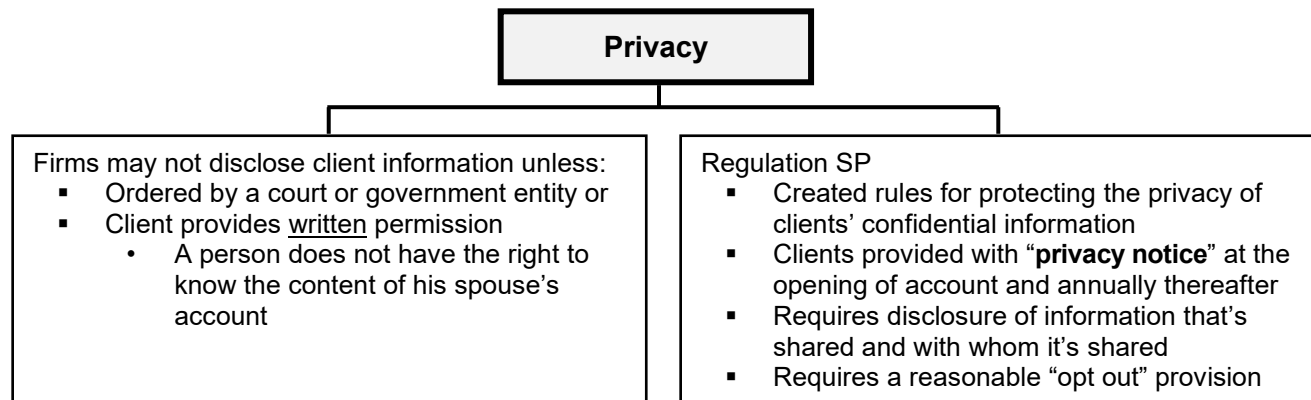 Privacy
Firms may not disclose client information unless:
▪ Ordered by a court or government entity or
▪ Client provides written permission
• A person does not have the right to
know the content of his spouse’s
account
Regulation SP
▪ Created rules for protecting the privacy of
clients’ confidential information
▪ Clients provided with “privacy notice” at the
opening of account and annually thereafter
▪ Requires disclosure of information that’s
shared and with whom it’s shared
▪ Requires a reasonable “opt out” provision